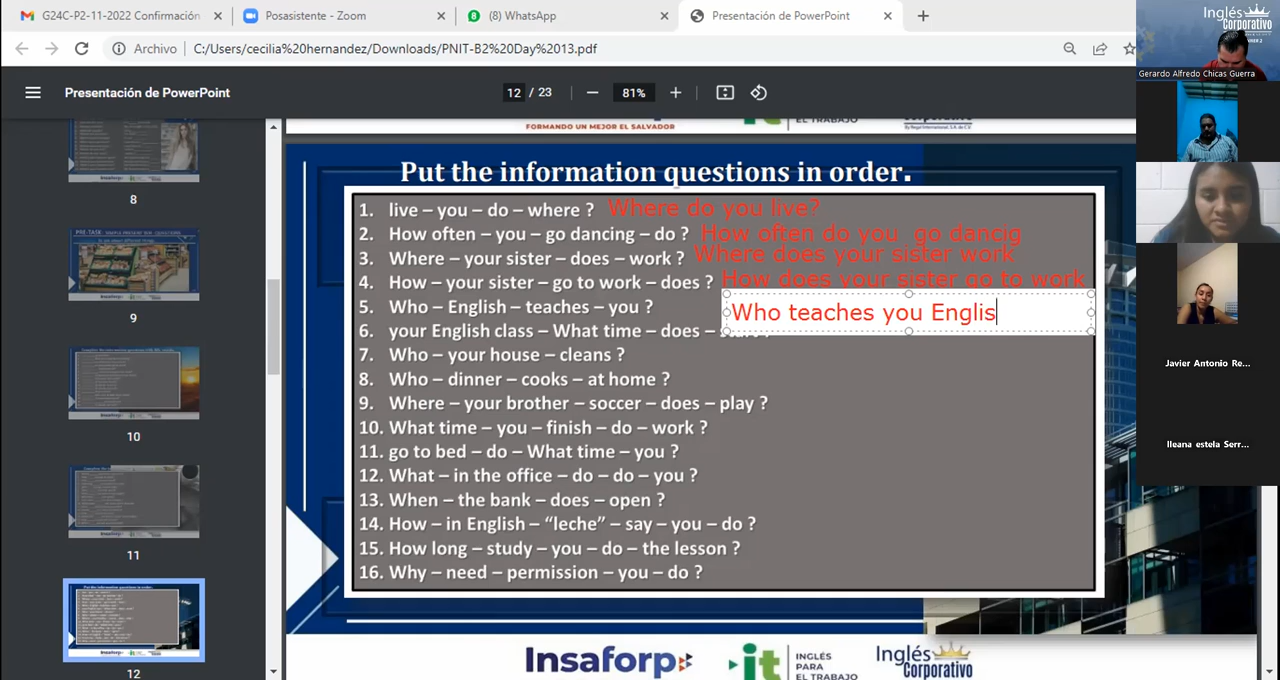 G24C-P2-11-2022 Confirmación
Posasistente - Zoom
(8) WhatsApp
Presentación de PowerPoint
Archivo
C:/Users/cecilia%20hernandez/Downloads/PNIT-B2%20Day%2013.pdf
Presentación de PowerPoint
12 / 23
81%
Inglés
Corporativo
Gerardo Alfredo Chicas Guerra
Javier Antonio Re...
Ileana estela Serr...
8
9
10
11
12
FORMANDO UN MEJOR EL SALVADOR
EL TRABAJO
Put the information questions in order.
1. live – you – do – where ? Where do you live?
2. How often – you – go dancing – do ? How often do you go dancig
3. Where – your sister – does – work ? Where does your sister work
4. How – your sister – go to work – does ? How does your sister go to work
5. Who – English – teaches – you ? Who teaches you Englis
6. your English class – What time – does –
7. Who – your house – cleans ?
8. Who – dinner – cooks – at home ?
9. Where – your brother – soccer – does – play ?
10. What time – you – finish – do – work ?
11. go to bed – do – What time – you ?
12. What – in the office – do – do – you ?
13. When – the bank – does – open ?
14. How – in English – “leche” – say – you – do ?
15. How long – study – you – do – the lesson ?
16. Why – need – permission – you – do ?
Insaforp
it
INGLÉS
PARA
EL TRABAJO
Inglés
Corporativo